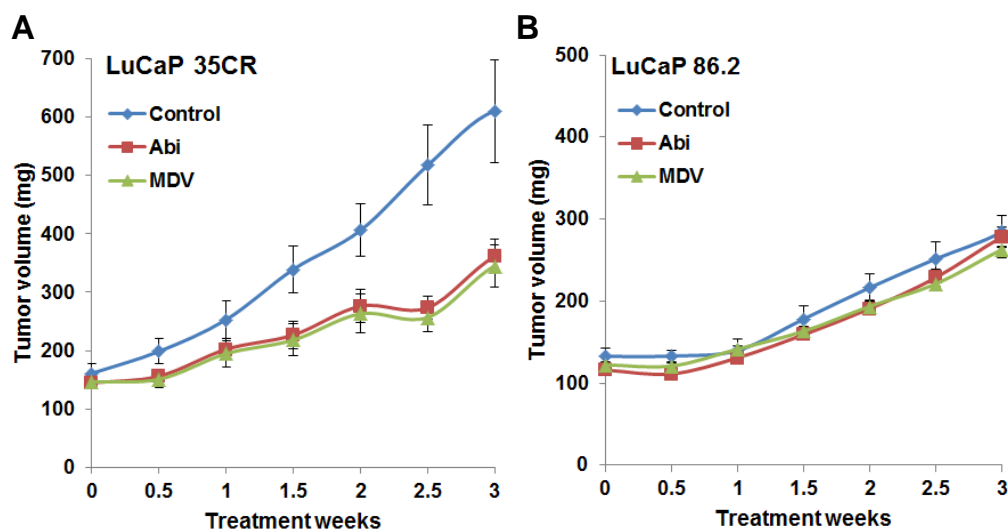 A
LuCaP 35CR
Control
Abi
MDV
Tumor volume (mg)
700
600
500
400
300
200
100
0
0 0.5 1 1.5 2 2.5 3
Treatment weeks
B
LuCaP 86.2
Control
Abi
MDV
Tumor volume (mg)
500
400
300
200
100
0
0 0.5 1 1.5 2 2.5 3
Treatment weeks